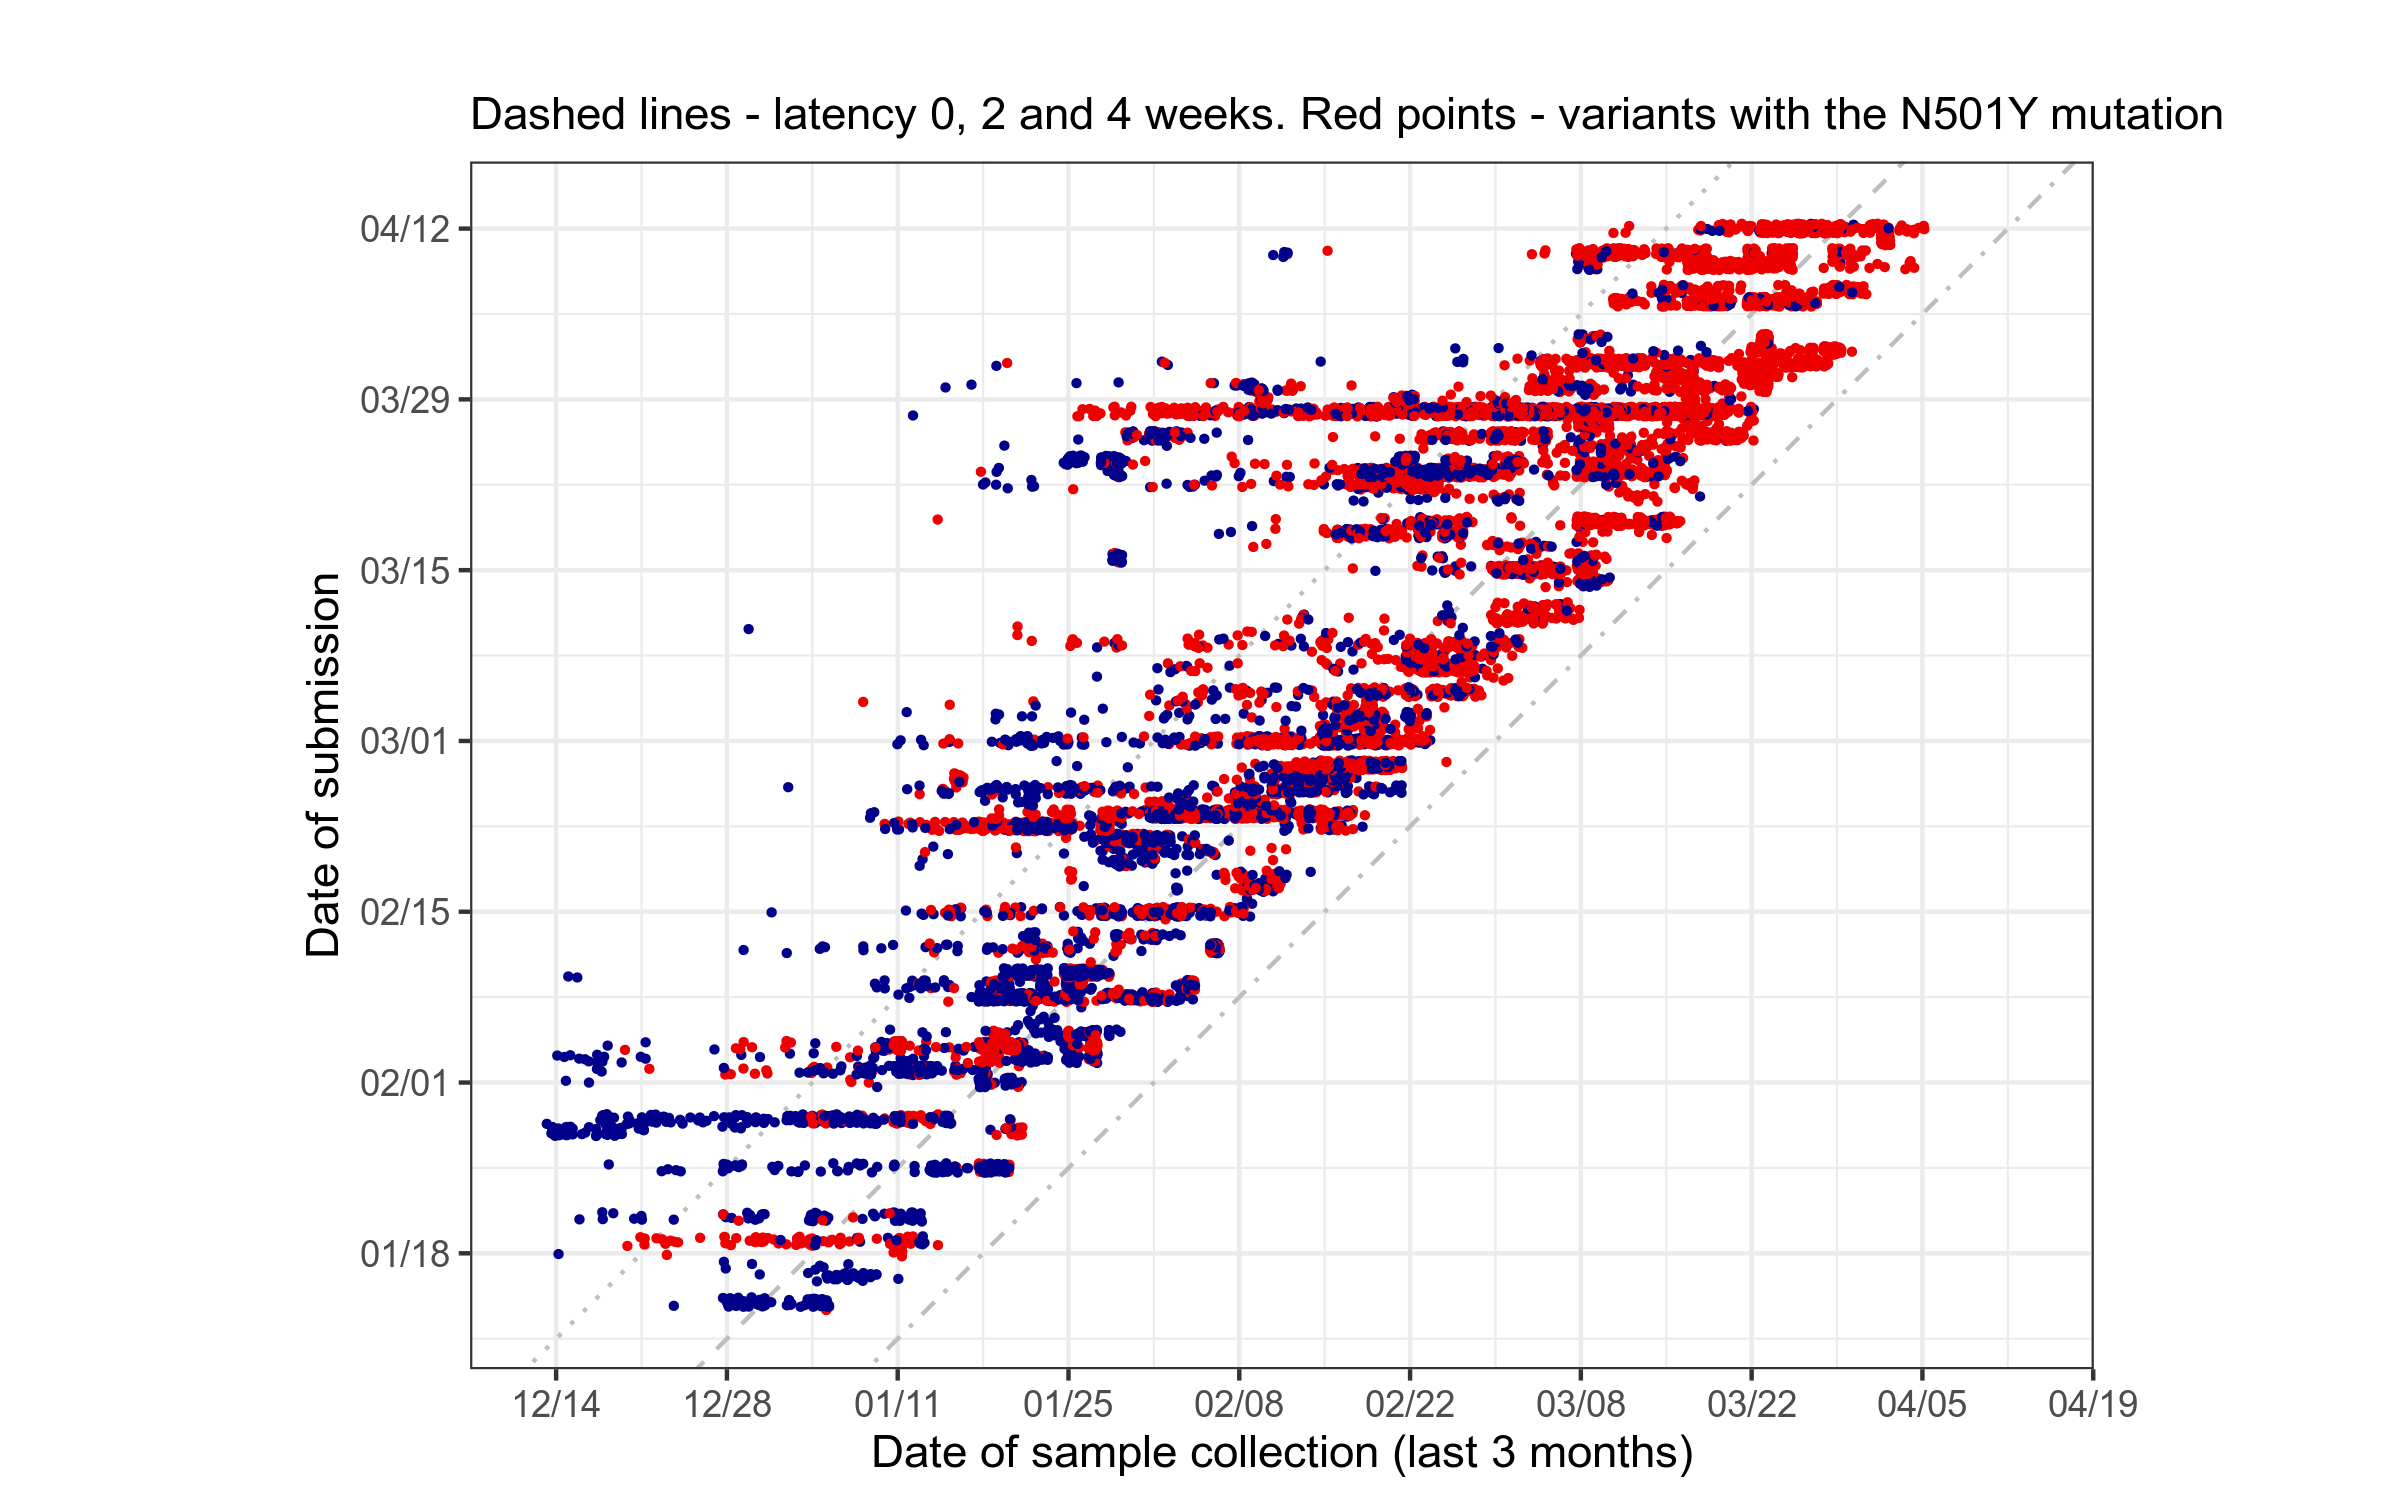 Dashed lines - latency 0, 2 and 4 weeks. Red points - variants with the N501Y mutation
04/12
03/29
03/15
03/01
02/15
02/01
01/18
Date of submission
12/14 12/28 01/11 01/25 02/08 02/22 03/08 03/22 04/05 04/19
Date of sample collection (last 3 months)